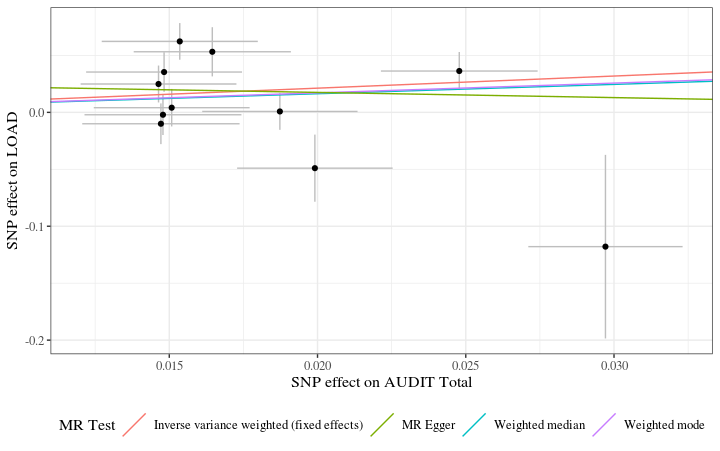 SNP effect on LOAD
0.0
-0.1
-0.2
0.015
0.020
0.025
0.030
SNP effect on AUDIT Total
MR Test
Inverse variance weighted (fixed effects)
MR Egger
Weighted median
Weighted mode